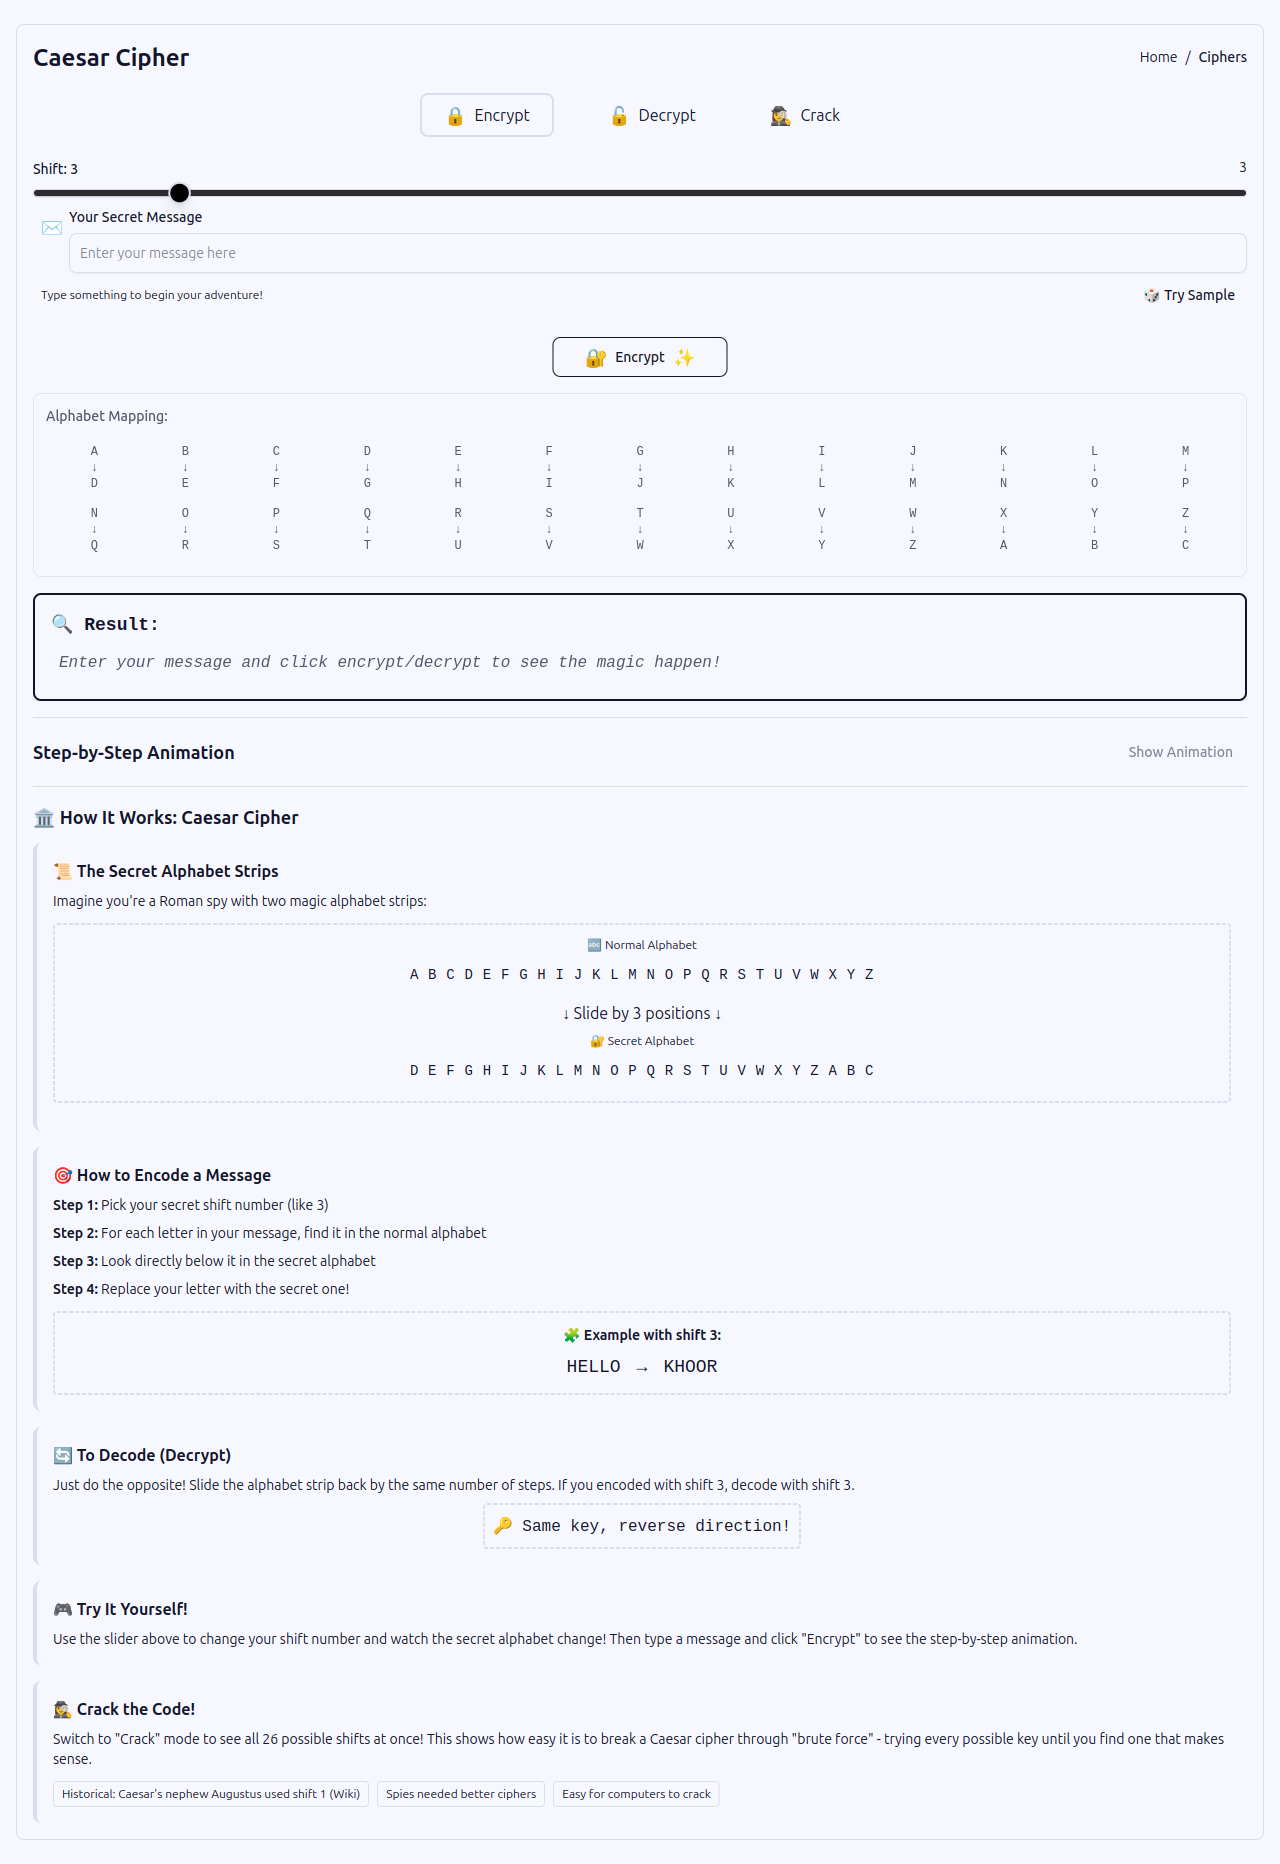 Caesar Cipher
Home / Ciphers
🔒 Encrypt 🔓 Decrypt 🕵️ Crack
Shift: 3
3
✉️ Your Secret Message
Enter your message here
Type something to begin your adventure!
🎲 Try Sample
🔐 Encrypt ✨
Alphabet Mapping:
A B C D E F G H I J K L M
↓ ↓ ↓ ↓ ↓ ↓ ↓ ↓ ↓ ↓ ↓ ↓ ↓
D E F G H I J K L M N O P
N O P Q R S T U V W X Y Z
↓ ↓ ↓ ↓ ↓ ↓ ↓ ↓ ↓ ↓ ↓ ↓ ↓
Q R S T U V W X Y Z A B C
🔍 Result:
Enter your message and click encrypt/decrypt to see the magic happen!
Step-by-Step Animation
Show Animation
🏛️ How It Works: Caesar Cipher
📜 The Secret Alphabet Strips
Imagine you're a Roman spy with two magic alphabet strips:
🔤 Normal Alphabet
A B C D E F G H I J K L M N O P Q R S T U V W X Y Z
↓ Slide by 3 positions ↓
🔐 Secret Alphabet
D E F G H I J K L M N O P Q R S T U V W X Y Z A B C
🎯 How to Encode a Message
Step 1: Pick your secret shift number (like 3)
Step 2: For each letter in your message, find it in the normal alphabet
Step 3: Look directly below it in the secret alphabet
Step 4: Replace your letter with the secret one!
🧩 Example with shift 3:
HELLO → KHOOR
🔄 To Decode (Decrypt)
Just do the opposite! Slide the alphabet strip back by the same number of steps. If you encoded with shift 3, decode with shift 3.
🔑 Same key, reverse direction!
🎮 Try It Yourself!
Use the slider above to change your shift number and watch the secret alphabet change! Then type a message and click "Encrypt" to see the step-by-step animation.
🕵️ Crack the Code!
Switch to "Crack" mode to see all 26 possible shifts at once! This shows how easy it is to break a Caesar cipher through "brute force" - trying every possible key until you find one that makes
sense.
Historical: Caesar's nephew Augustus used shift 1 (Wiki)
Spies needed better ciphers
Easy for computers to crack